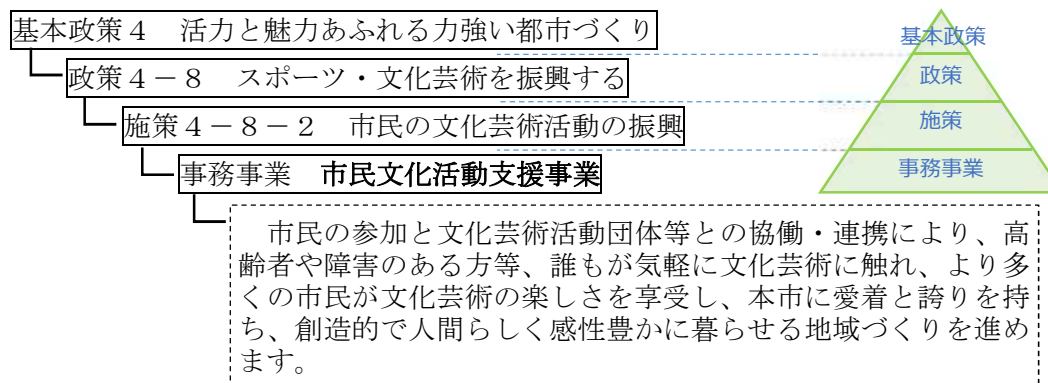 基本政策４　活力と魅力あふれる力強い都市づくり
政策４－８　スポーツ・文化芸術を振興する
施策４－８－２　市民の文化芸術活動の振興
事務事業　市民文化活動支援事業
市民の参加と文化芸術活動団体等との協働・連携により、高
齢者や障害のある方等、誰もが気軽に文化芸術に触れ、より多
くの市民が文化芸術の楽しさを享受し、本市に愛着と誇りを持
ち、創造的で人間らしく感性豊かに暮らせる地域づくりを進め
ます。
基本政策
政策
施策
事務事業